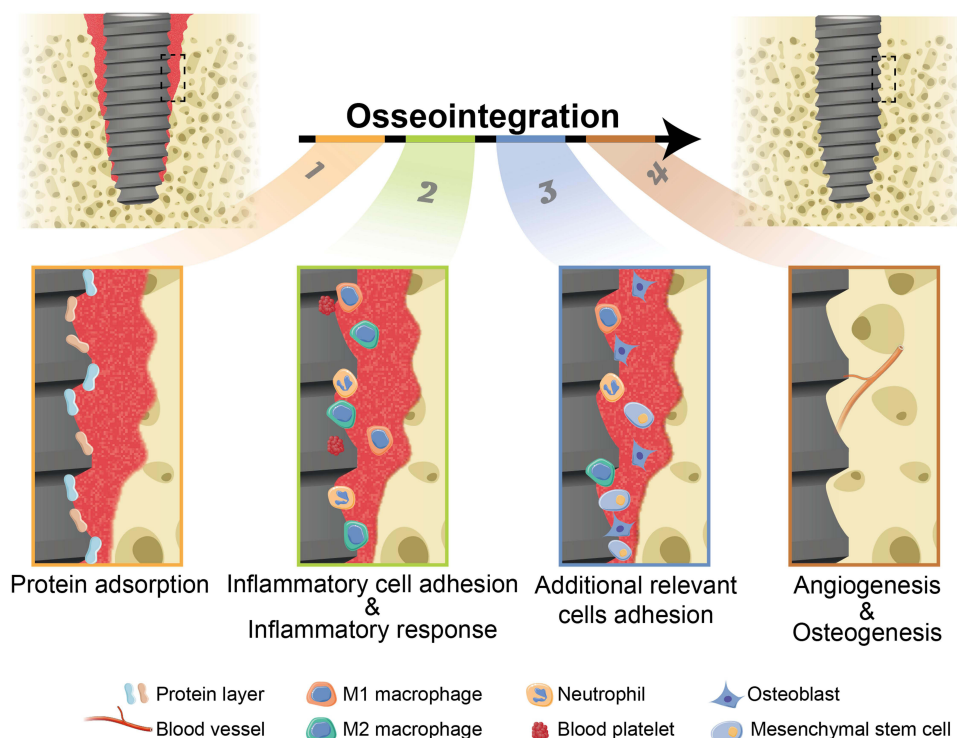 Osseointegration
1
2
3
4
Protein adsorption
Inflammatory cell adhesion
&
Inflammatory response
Additional relevant
cells adhesion
Angiogenesis
&
Osteogenesis
Protein layer
M1 macrophage
Neutrophil
Osteoblast
Blood vessel
M2 macrophage
Blood platelet
Mesenchymal stem cell